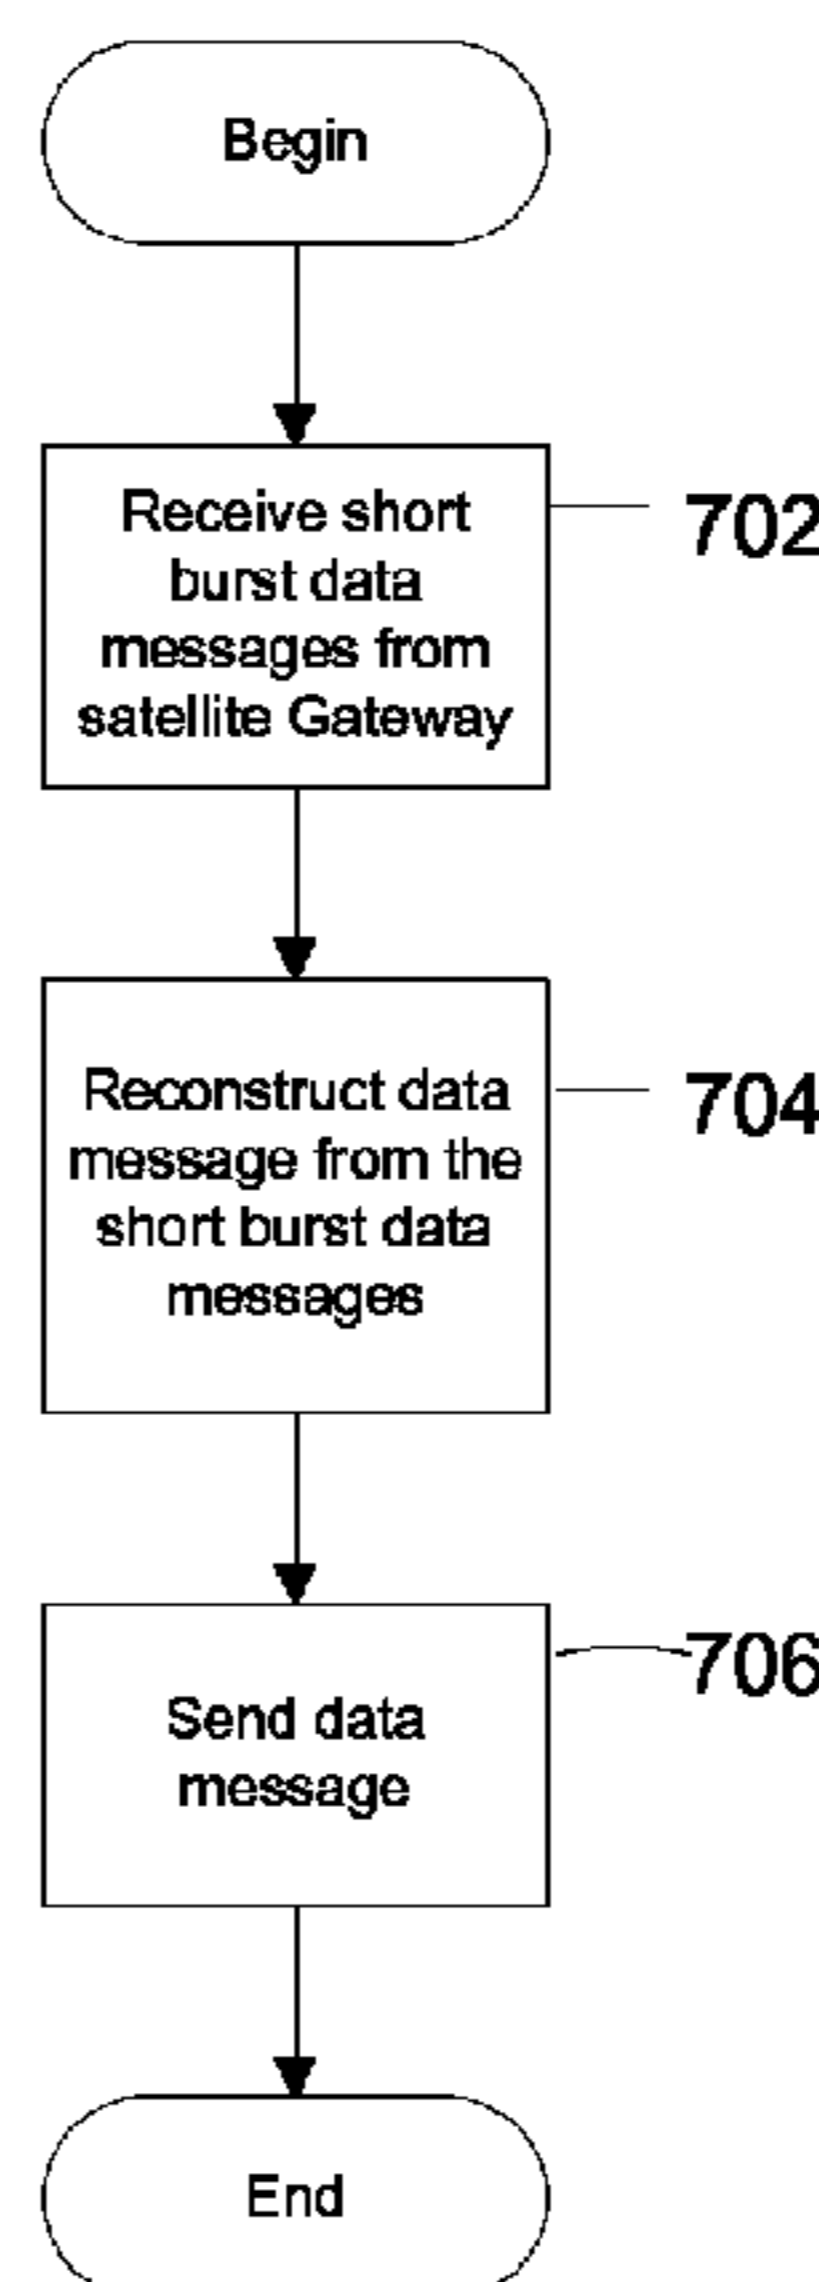 Begin
Receive short
burst data
messages from
satellite Gateway
702
Reconstruct data
message from the
short burst data
messages
704
Send data
message
706
End